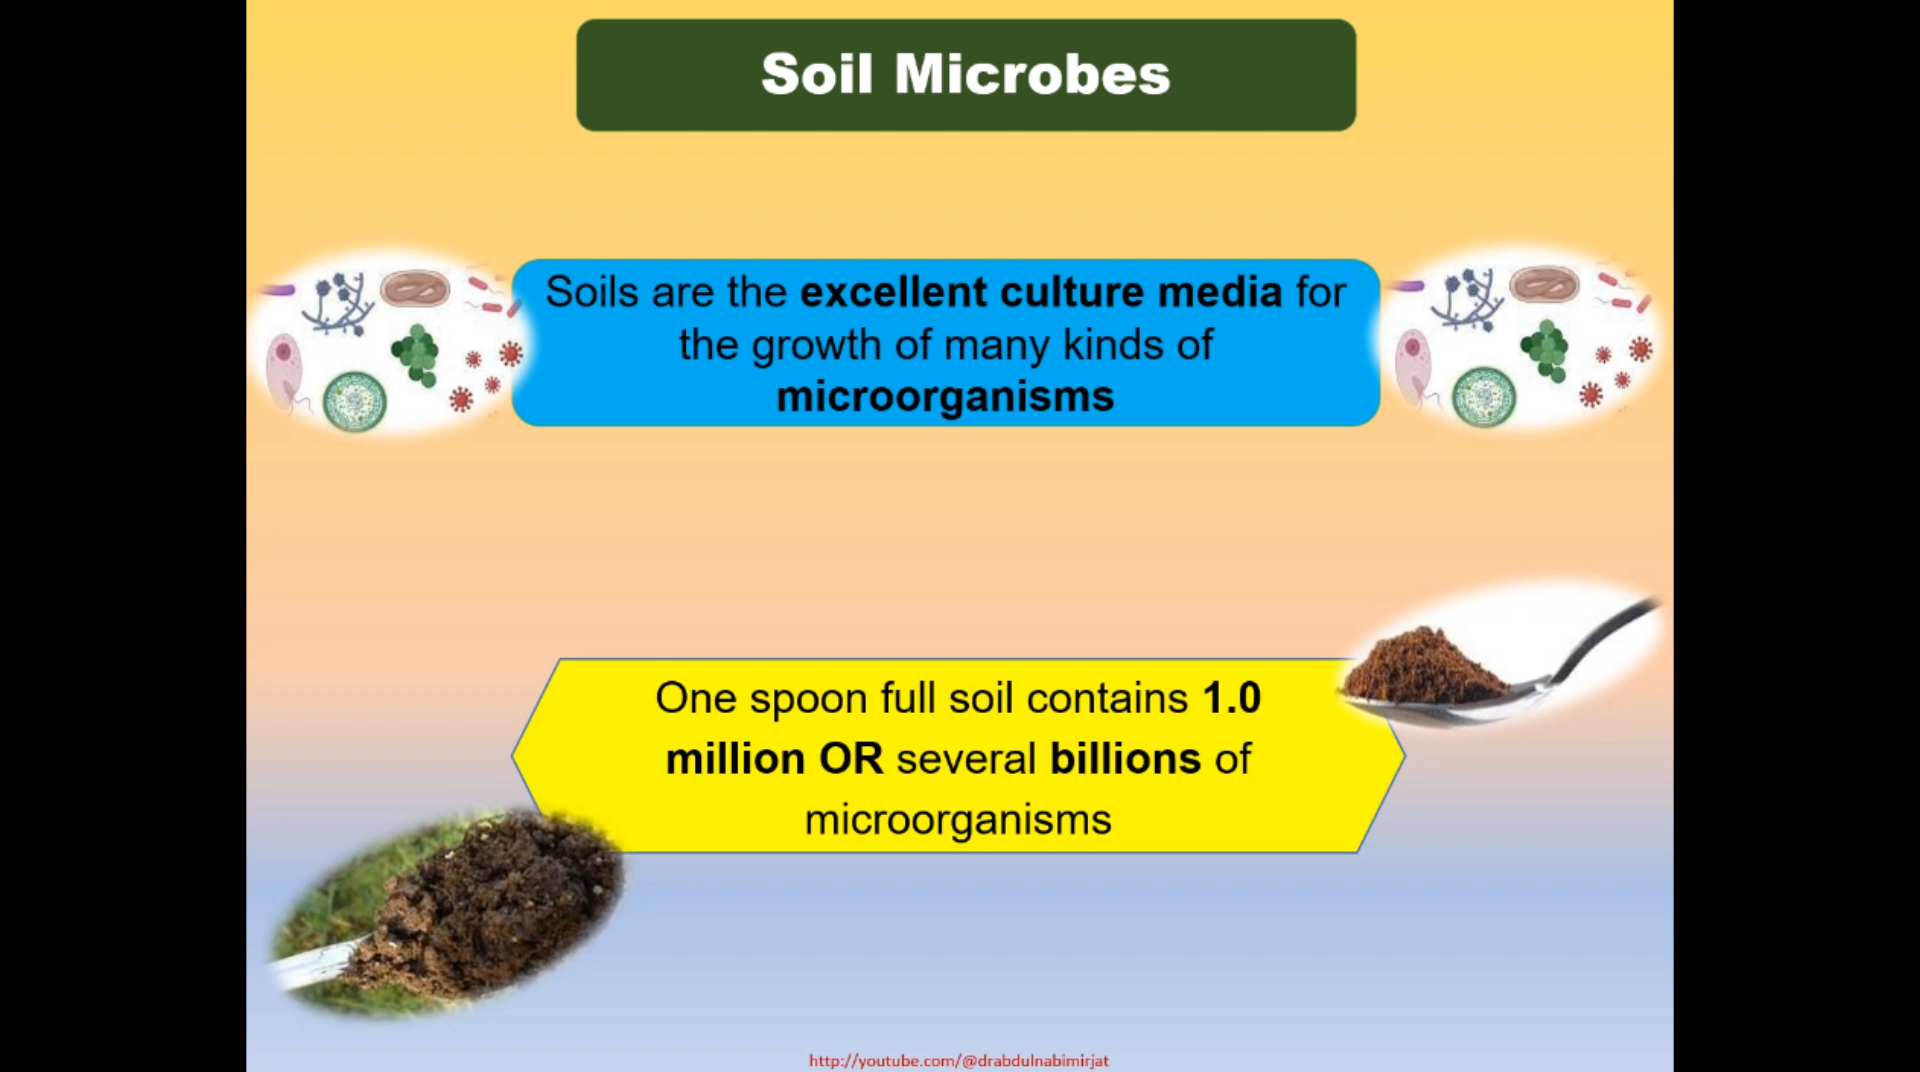 Soil Microbes
Soils are the excellent culture media for
the growth of many kinds of
microorganisms
One spoon full soil contains 1.0
million OR several billions of
microorganisms
http://youtube.com/@drabdulnabimirjat